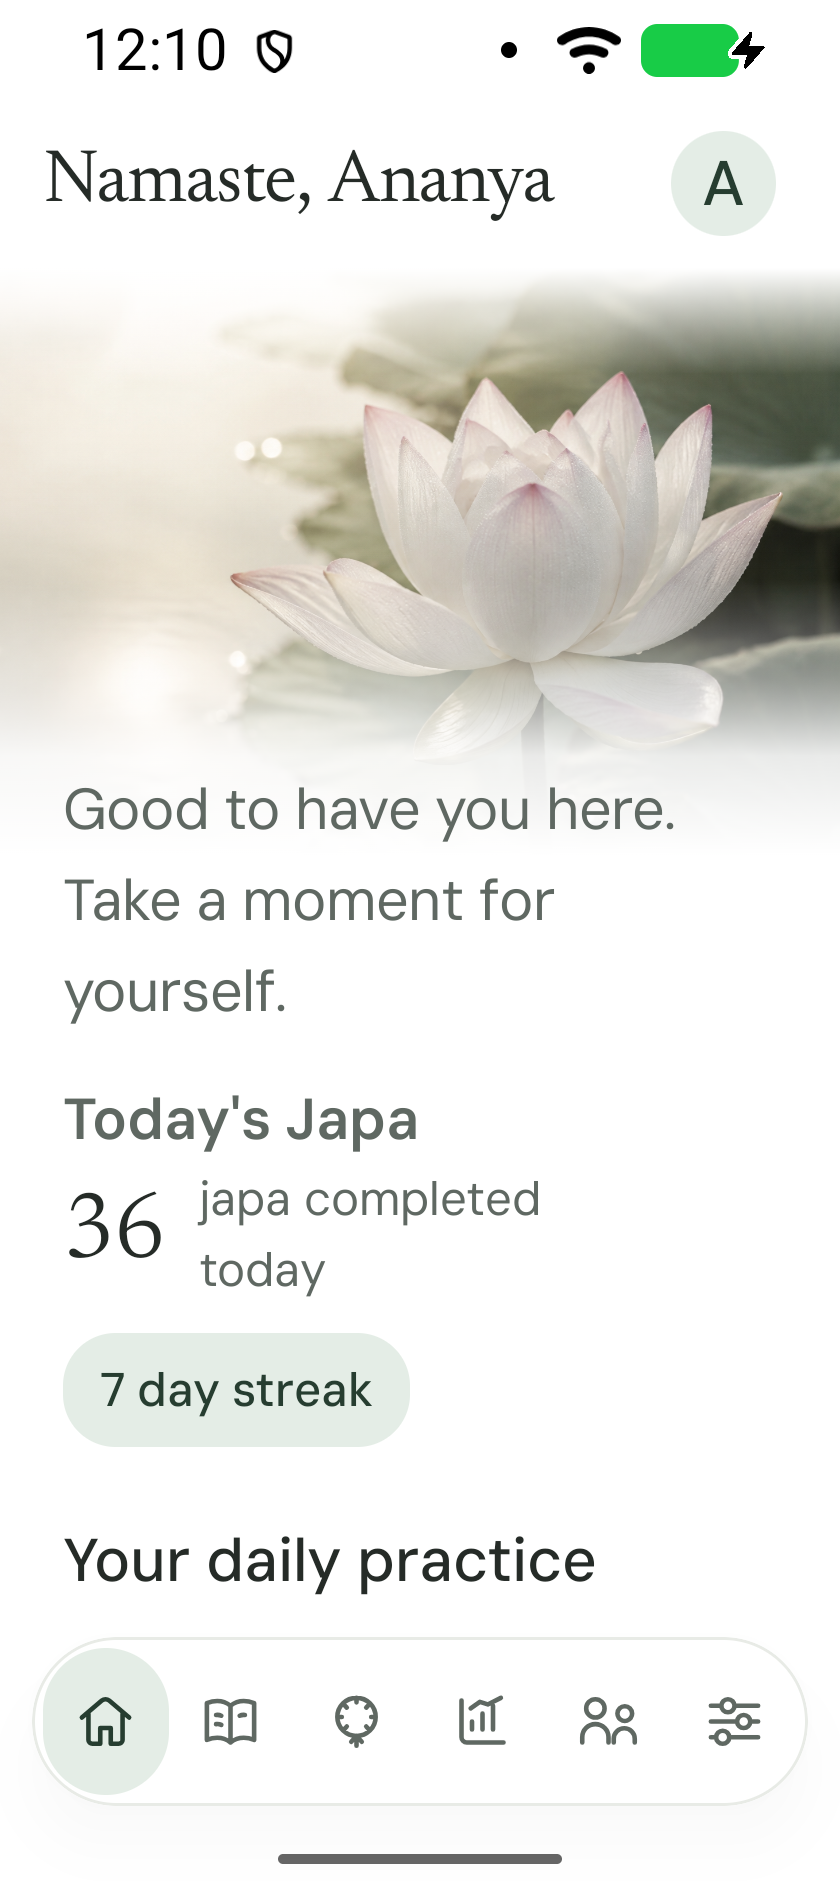 12:10
Namaste, Ananya
A
Good to have you here.
Take a moment for
yourself.
Today's Japa
36
japa completed
today
7 day streak
Your daily practice